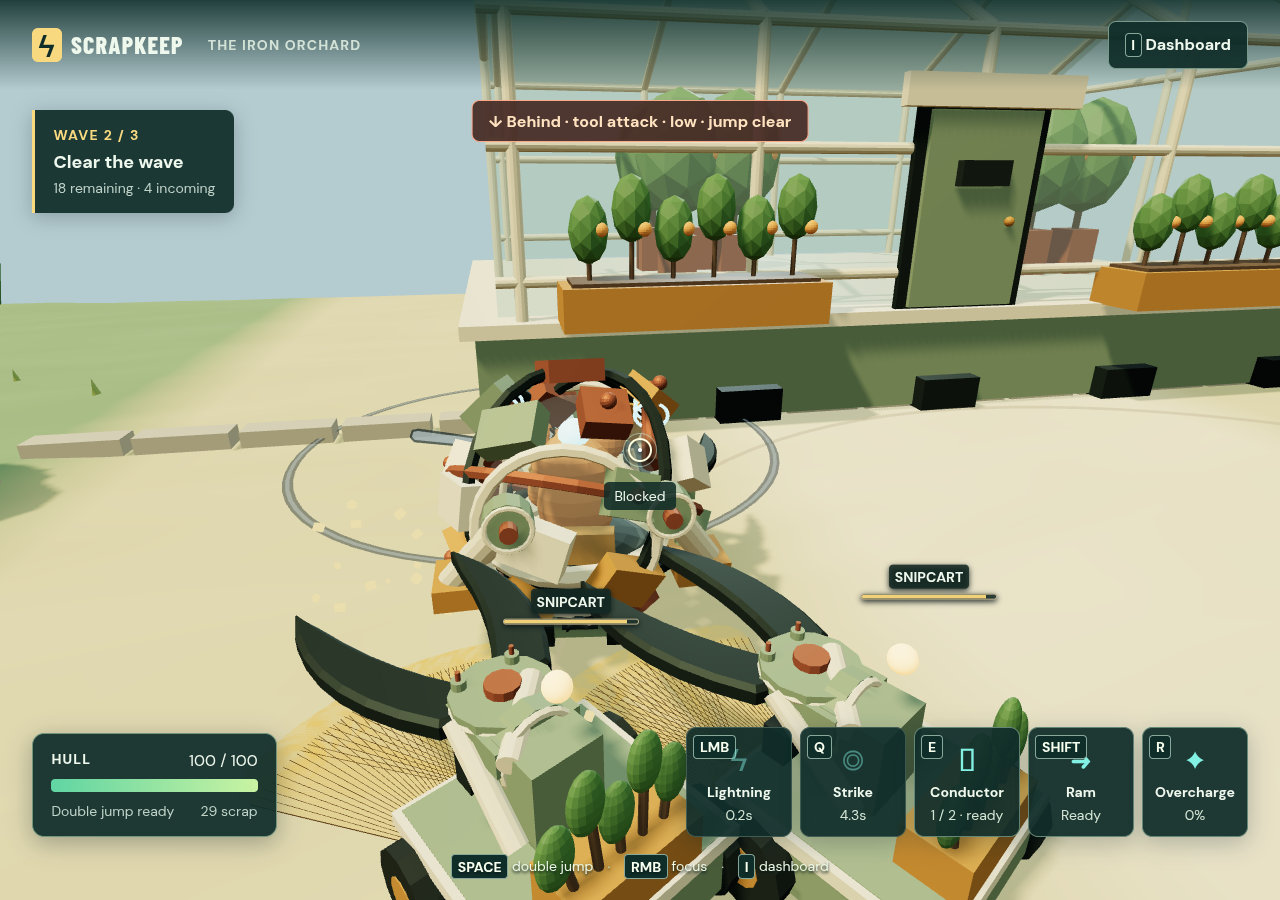 SCRAPKEEP
THE IRON ORCHARD
I Dashboard
↓ Behind · tool attack · low · jump clear
WAVE 2 / 3
Clear the wave
18 remaining · 4 incoming
Blocked
SNIPCART
SNIPCART
HULL 100 / 100
Double jump ready 29 scrap
LMB
Lightning
0.2s
Q
Strike
4.3s
E
Conductor
1 / 2 · ready
SHIFT
Ram
Ready
R
Overcharge
0%
SPACE double jump · RMB focus · I dashboard